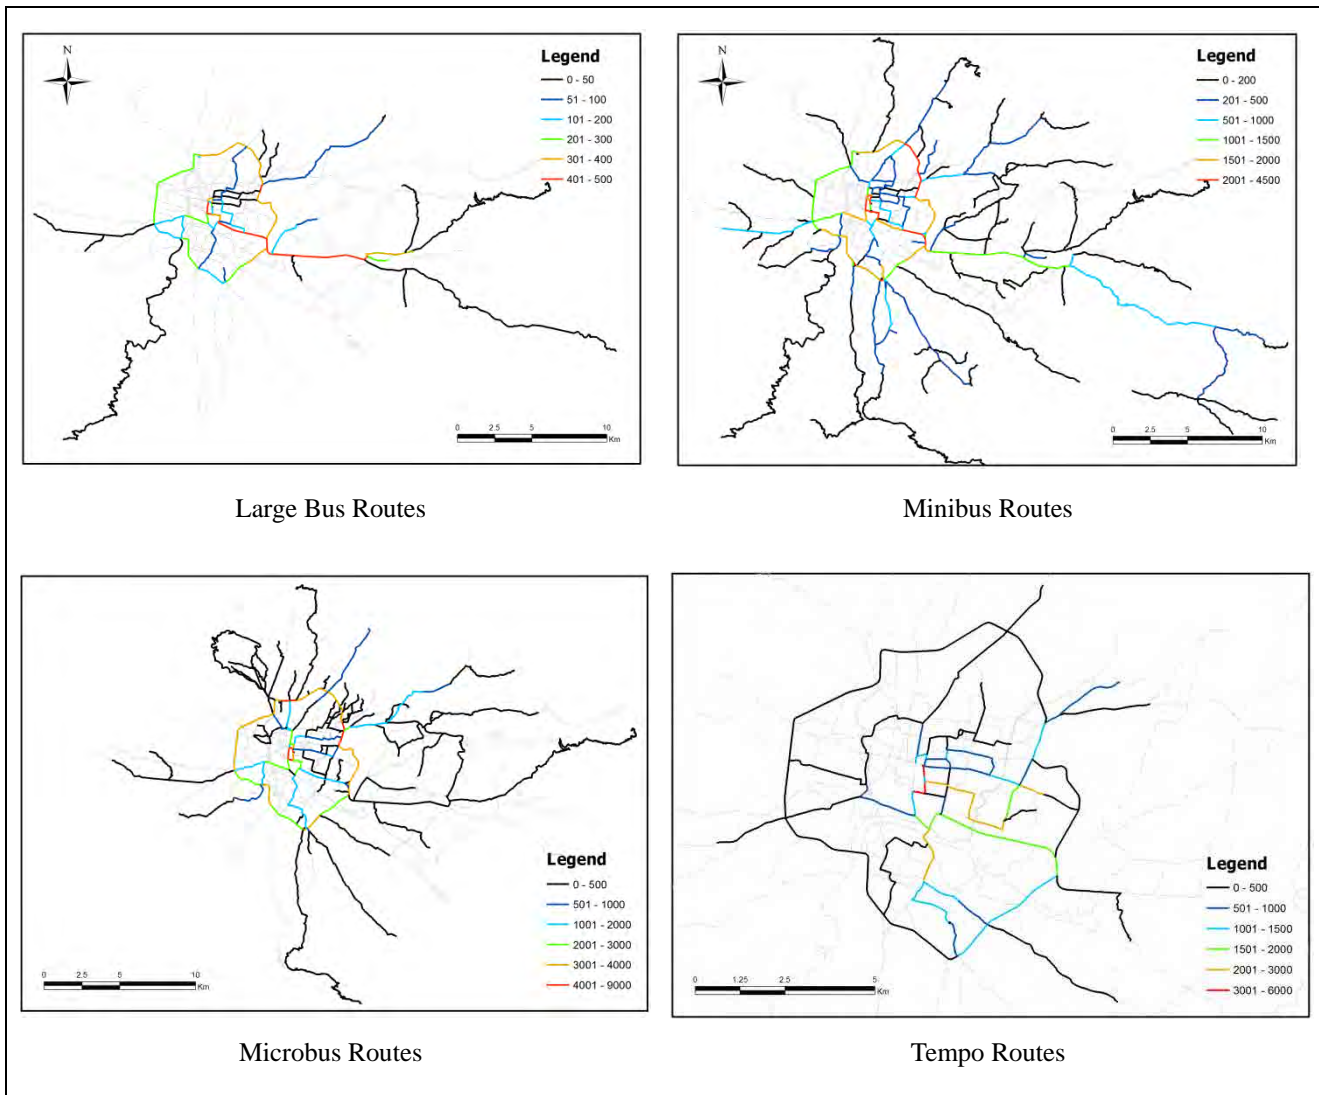 N
Legend
0 - 50
51 - 100
101 - 200
201 - 300
301 - 400
401 - 500
0 2.5 5 10
Km
Large Bus Routes
N
Legend
0 - 200
201 - 500
501 - 1000
1001 - 1500
1501 - 2000
2001 - 4500
0 2.5 5 10
Km
Minibus Routes
Legend
0 - 500
501 - 1000
1001 - 2000
2001 - 3000
3001 - 4000
4001 - 9000
0 2.5 5 10
Km
Microbus Routes
Legend
0 - 500
501 - 1000
1001 - 1500
1501 - 2000
2001 - 3000
3001 - 6000
0 1.25 2.5 5
Km
Tempo Routes